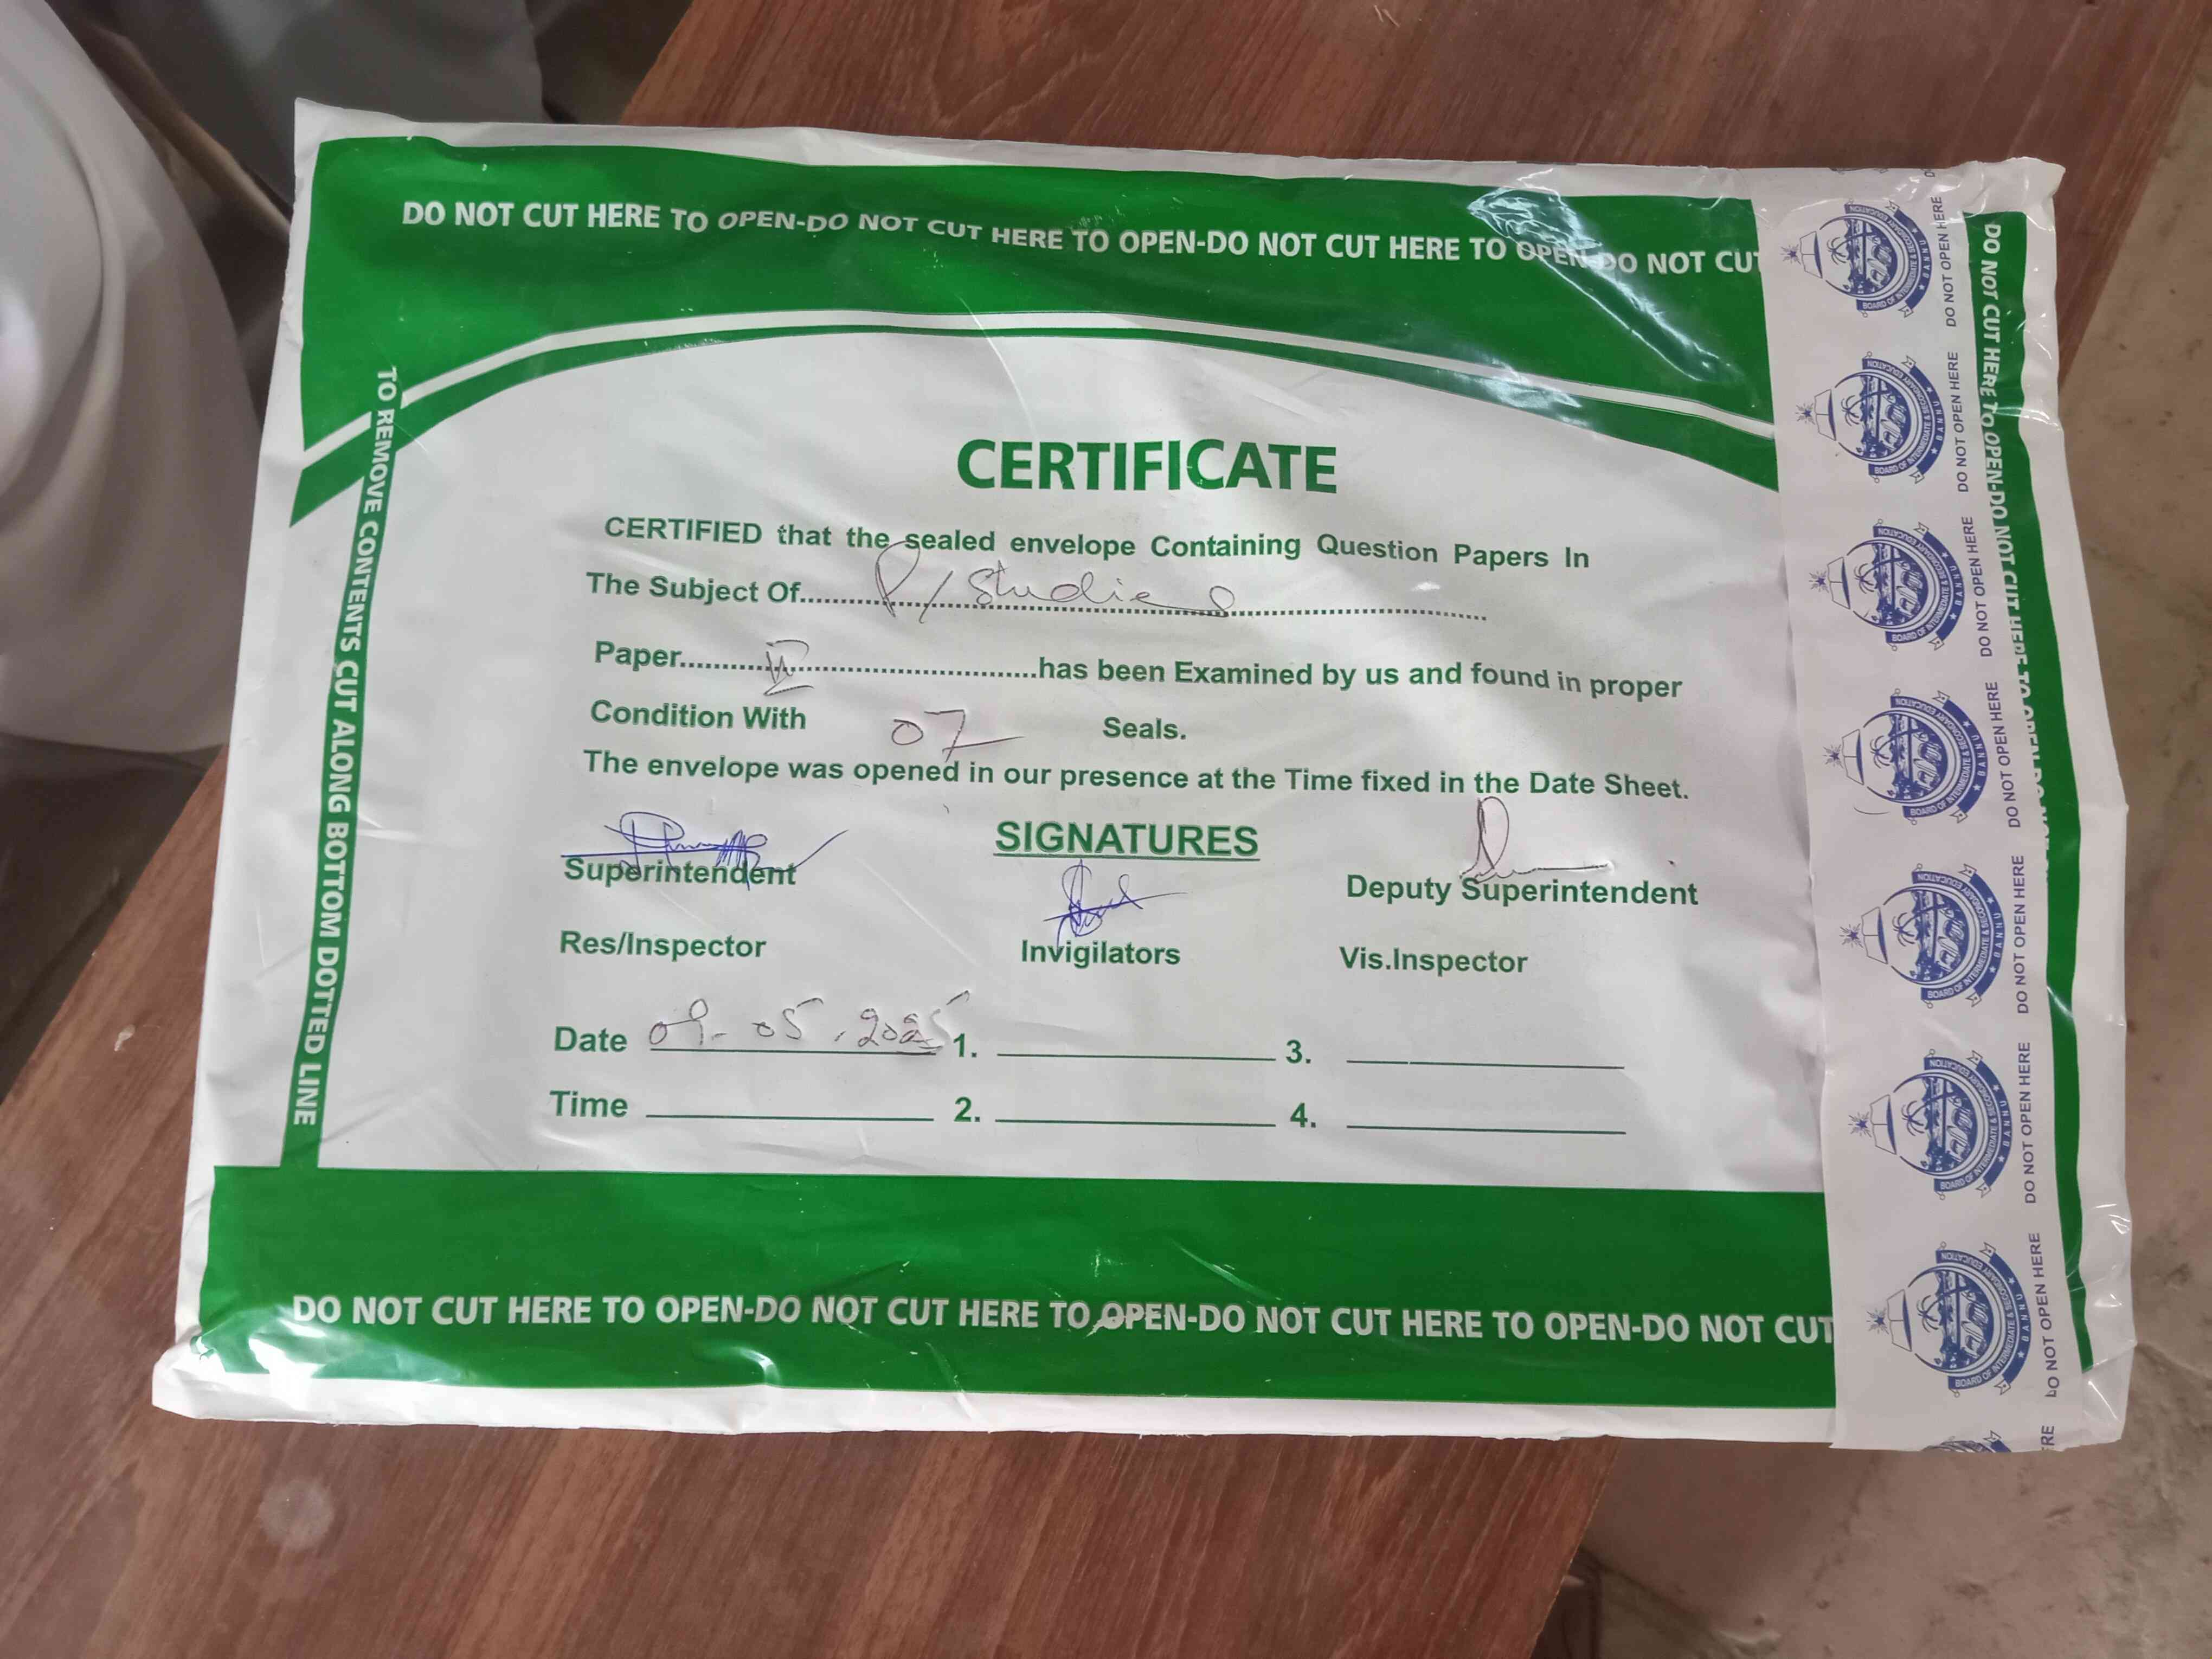 DO NOT CUT HERE TO OPEN-DO NOT CUT HERE TO OPEN-DO NOT CUT HERE TO OPEN-DO NOT CUT
TO REMOVE CONTENTS CUT ALONG BOTTOM DOTTED LINE
CERTIFICATE
CERTIFIED that the sealed envelope Containing Question Papers In
The Subject Of P/Studies
Paper has been Examined by us and found in proper
Condition With 07 Seals.
The envelope was opened in our presence at the Time fixed in the Date Sheet.
SIGNATURES
Superintendent Deputy Superintendent
Res/Inspector Invigilators Vis.Inspector
Date 09-05.2025 1. 3.
Time 2. 4.
DO NOT CUT HERE TO OPEN-DO NOT CUT HERE TO OPEN-DO NOT CUT HERE TO OPEN-DO NOT CUT
BOARD OF INTERMEDIATE & SECONDARY EDUCATION
BANNU
DO NOT OPEN HERE
DO NOT OPEN HERE
DO NOT OPEN HERE
DO NOT OPEN HERE
DO NOT OPEN HERE
DO NOT OPEN HERE
DO NOT OPEN HERE
DO NOT CUT HERE TO OPEN-DO NOT CUT HERE TO